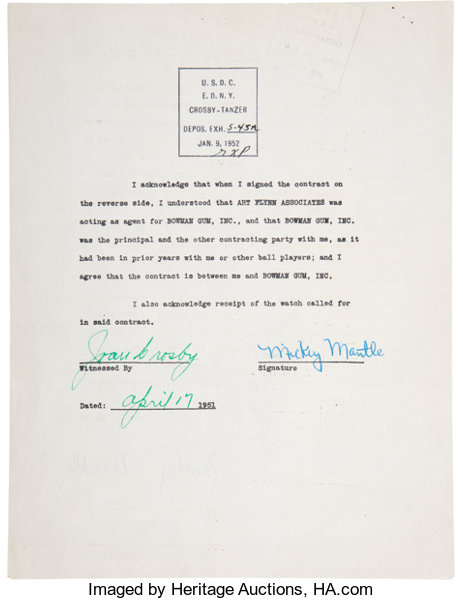 U. S. D. C.
E. D. N. Y.
CROSBY-TANZER
DEPOS. EXH.
JAN. 9, 1952
I acknowledge that when I signed the contract on
the reverse side, I understood that ART FLYNN ASSOCIATES was
acting as agent for BOWMAN GUM, INC., and that BOWMAN GUM, INC.
was the principal and the other contracting party with me, as it
had been in prior years with me or other ball players; and I
agree that the contract is between me and BOWMAN GUM, INC.
I also acknowledge receipt of the watch called for
in said contract.
Crosby Mickey Mantle
Witnessed By Signature
Dated: April 17 1951
Imaged by Heritage Auctions, HA.com